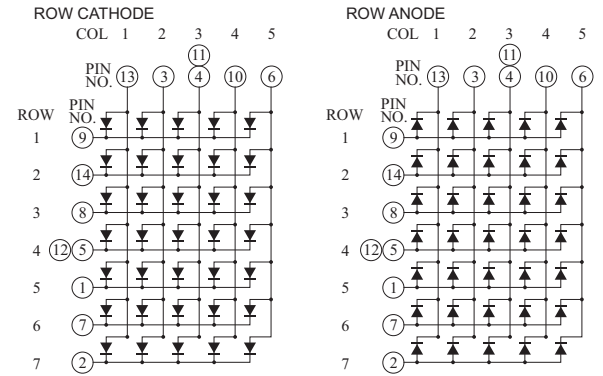 ROW CATHODE
COL 1 2 3 4 5
11
PIN NO. 13 3 4 10 6
ROW PIN NO.
1 9
2 14
3 8
4 12 5
5 1
6 7
7 2
ROW ANODE
COL 1 2 3 4 5
11
PIN NO. 13 3 4 10 6
ROW PIN NO.
1 9
2 14
3 8
4 12 5
5 1
6 7
7 2